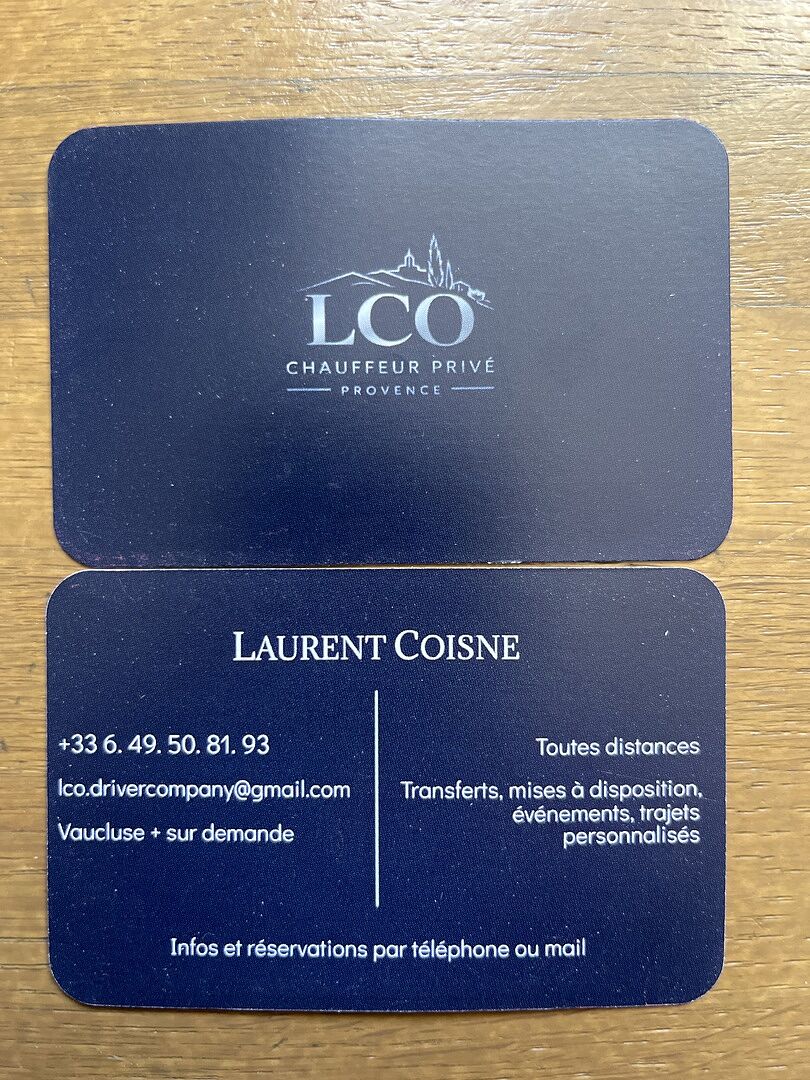 LCO
CHAUFFEUR PRIVÉ
PROVENCE
LAURENT COISNE
+33 6. 49. 50. 81. 93
lco.drivercompany@gmail.com
Vaucluse + sur demande
Toutes distances
Transferts, mises à disposition,
événements, trajets
personnalisés
Infos et réservations par téléphone ou mail